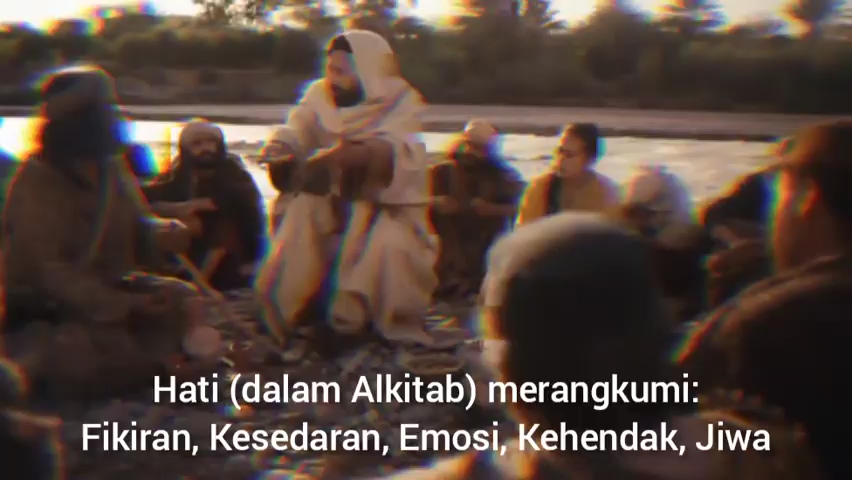 Hati (dalam Alkitab) merangkumi:
Fikiran, Kesedaran, Emosi, Kehendak, Jiwa